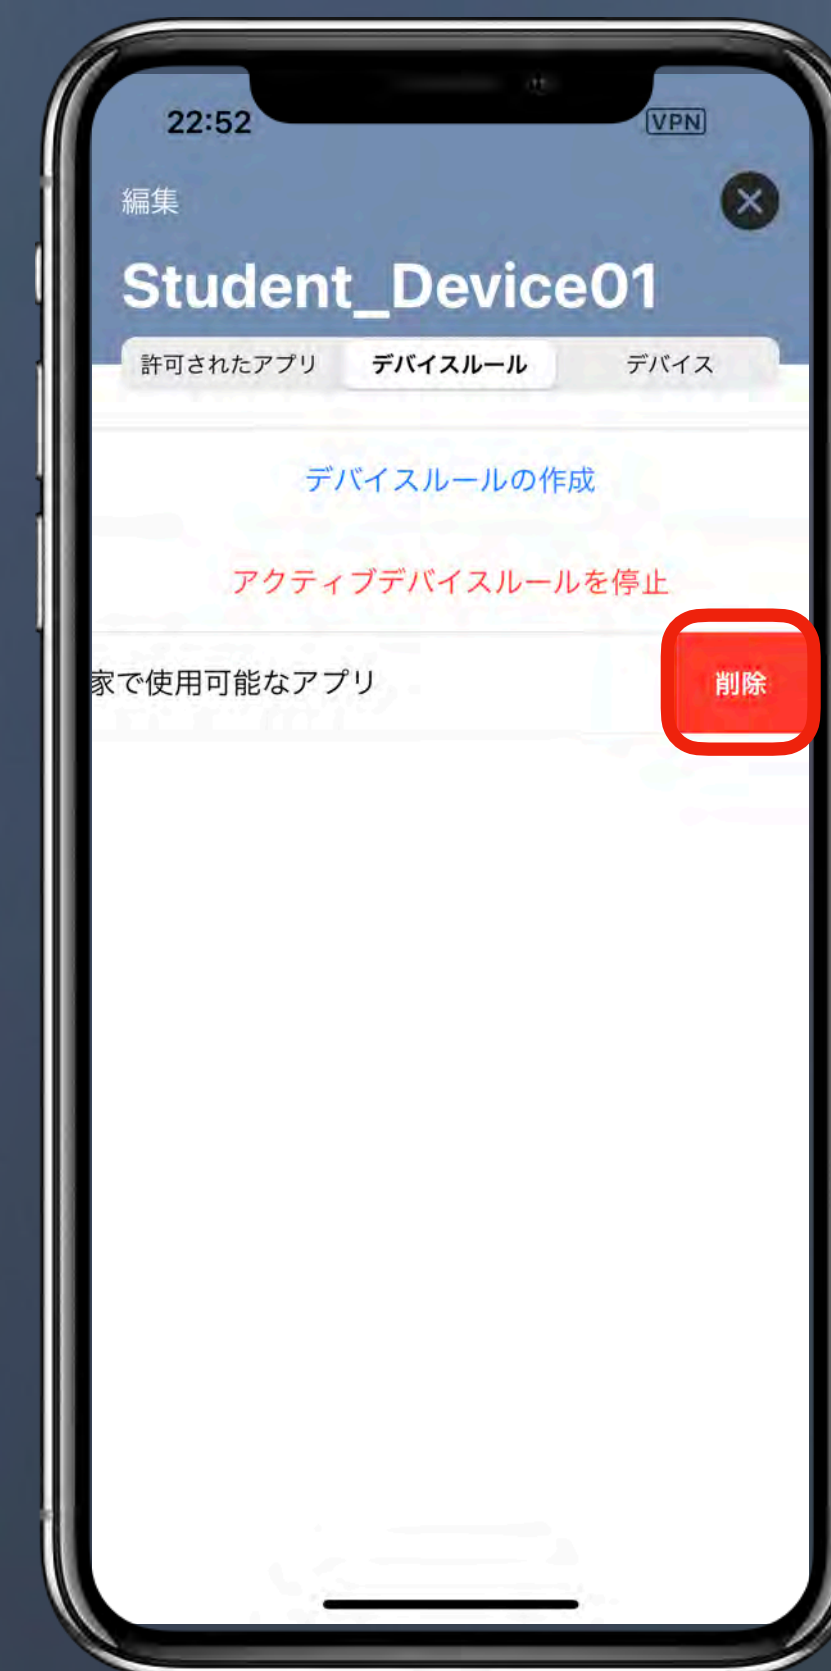 22:52
VPN
編集
Student_Device01
許可されたアプリ
デバイスルール
デバイス
デバイスルールの作成
アクティブデバイスルールを停止
家で使用可能なアプリ
削除